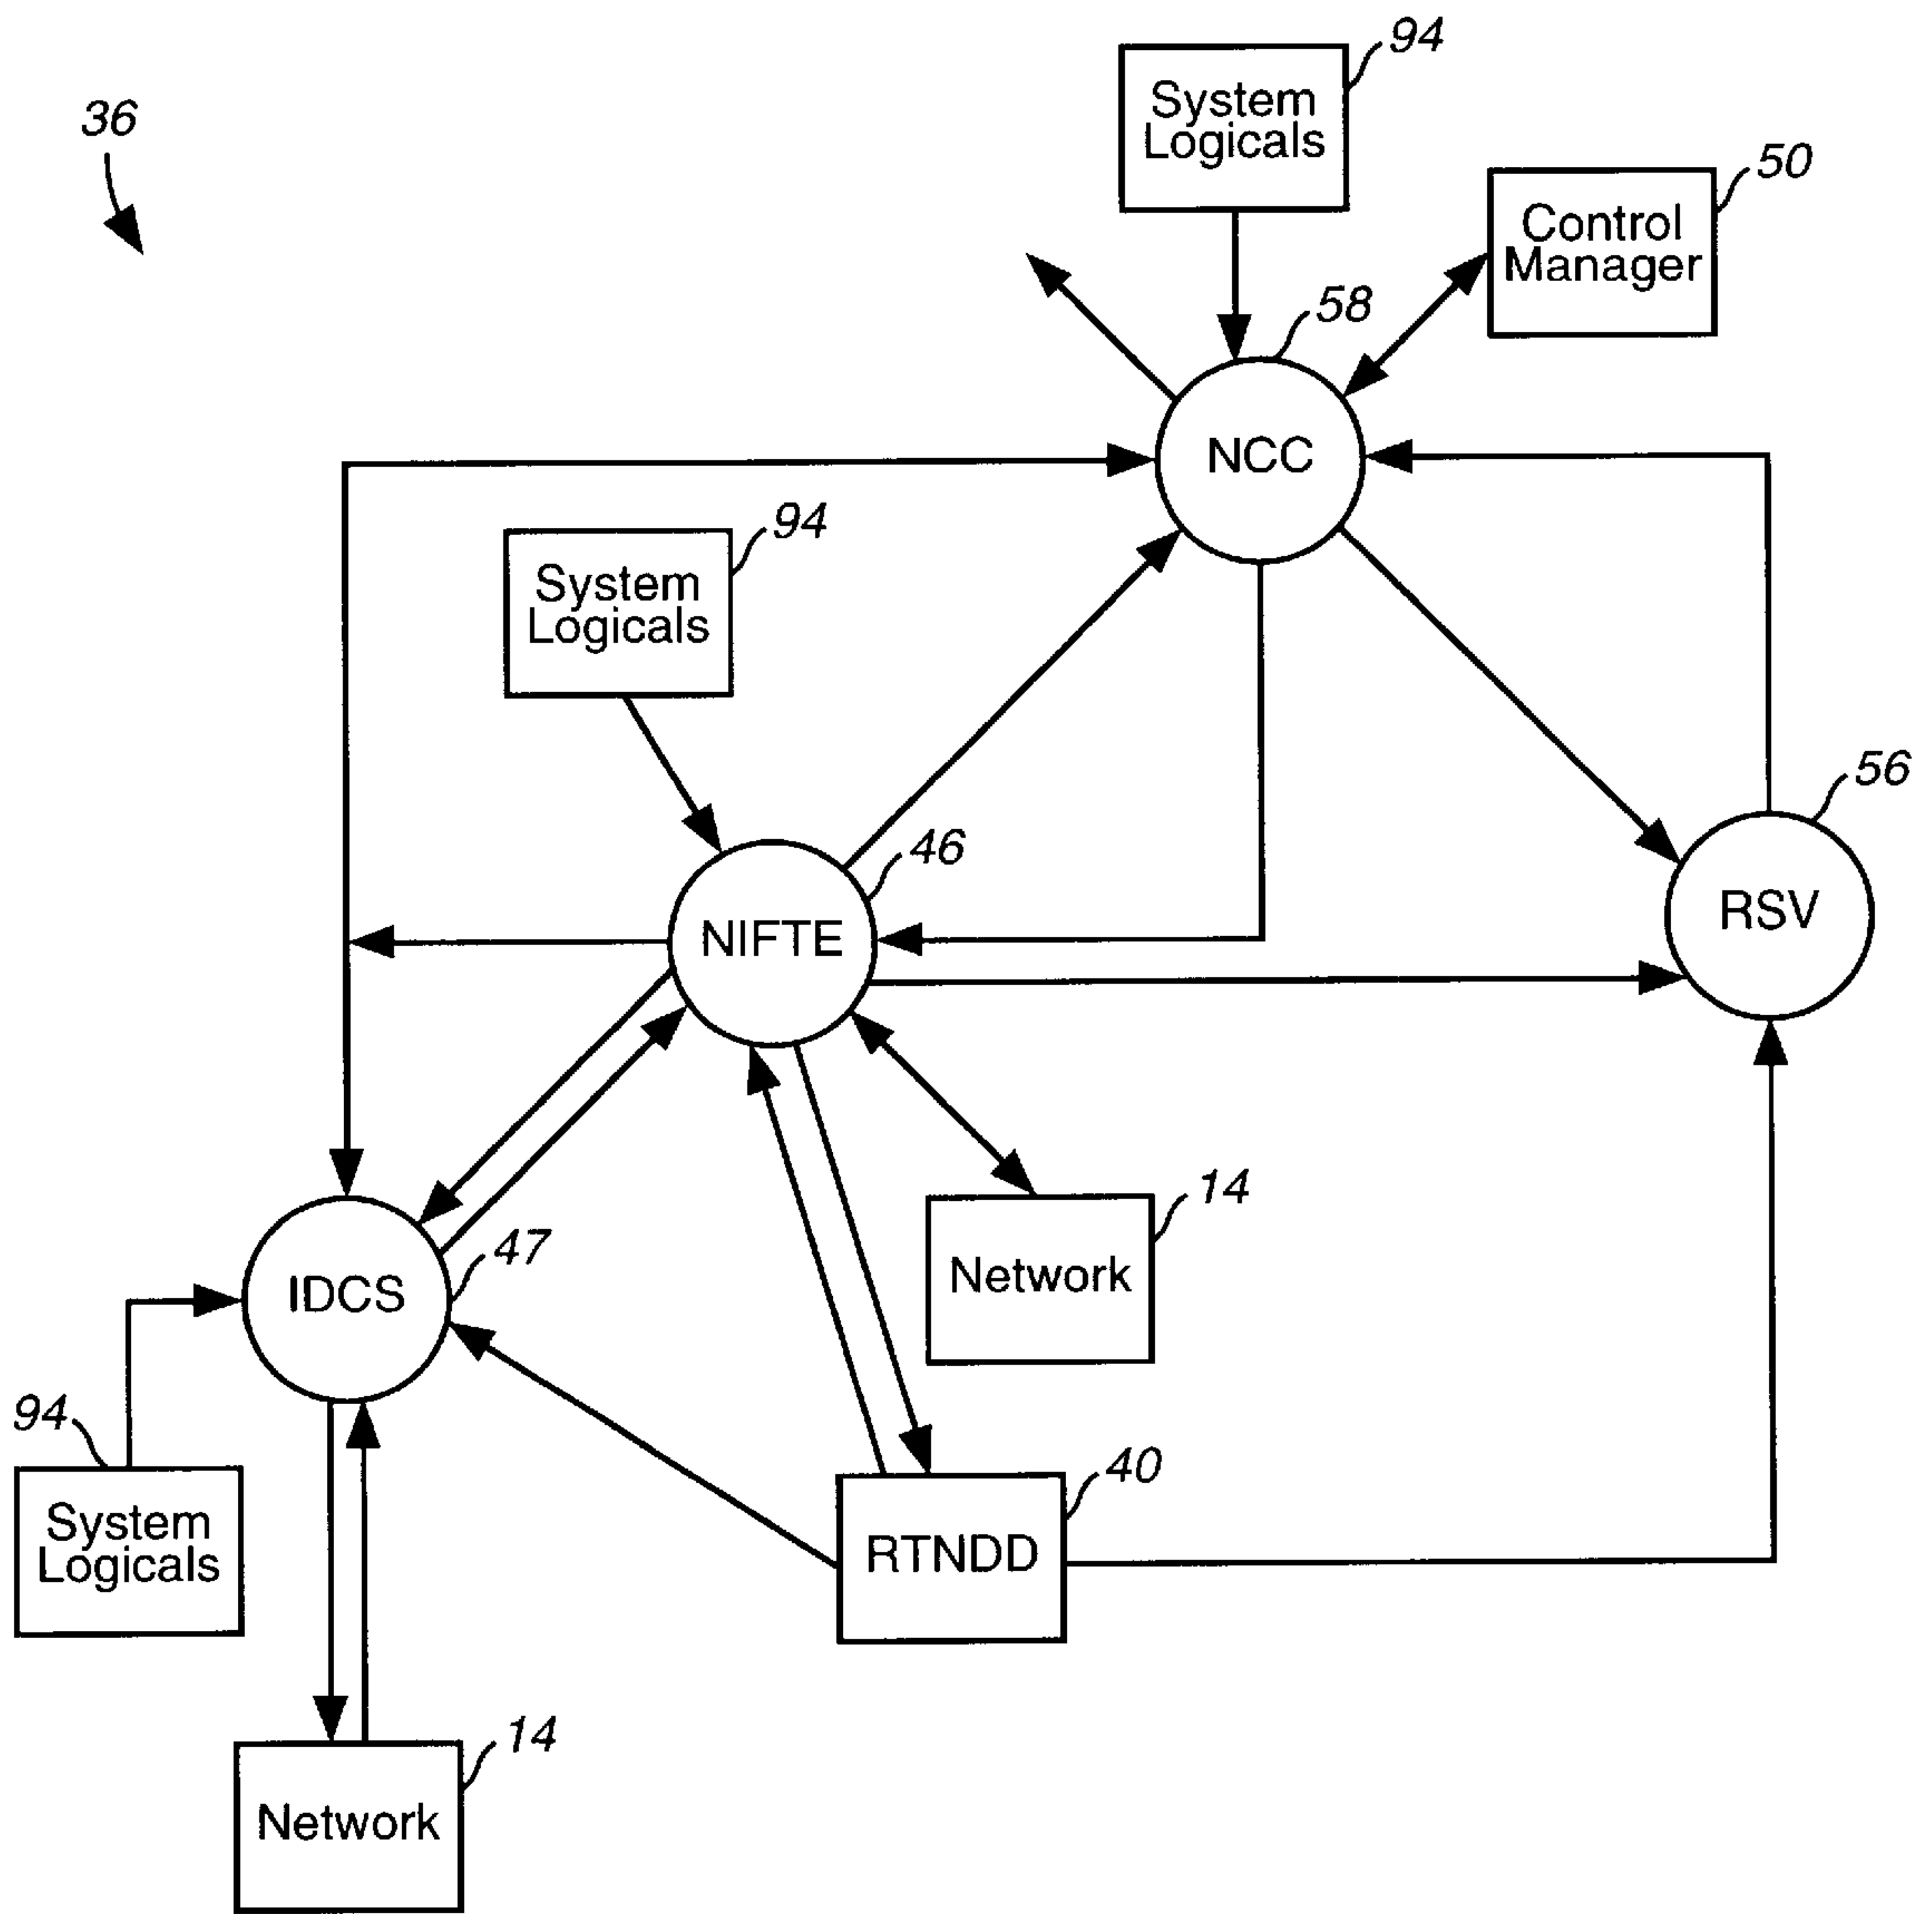 94
System
Logicals
36
50
Control
Manager
58
NCC
94
System
Logicals
56
46
RSV
NIFTE
14
47
Network
IDCS
94
40
System
Logicals
RTNDD
14
Network